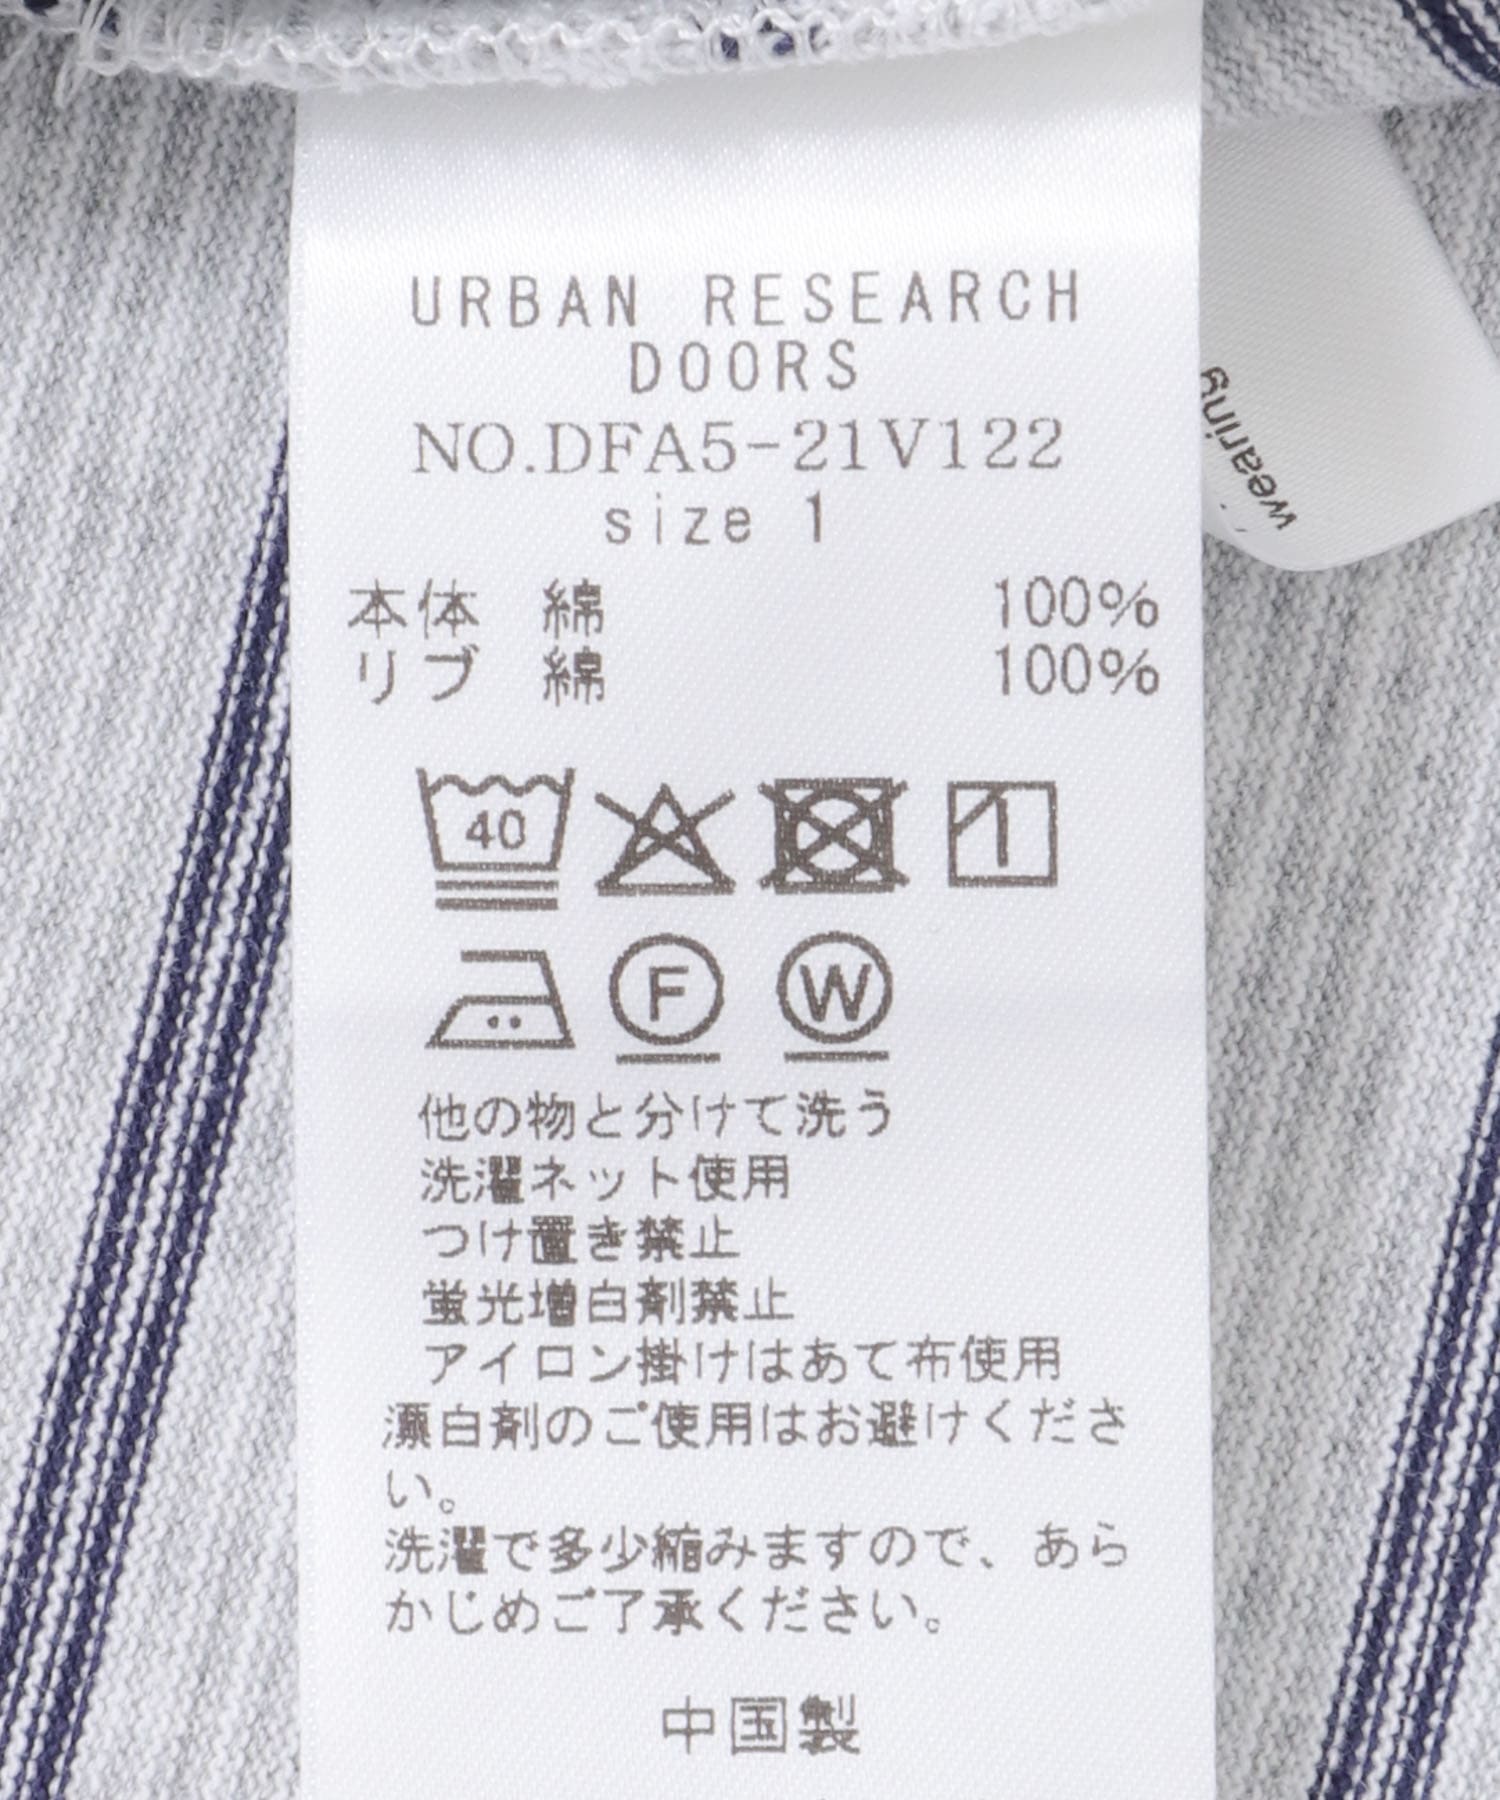 URBAN RESEARCH
DOORS
NO.DFA5-21V122
size 1
本体 綿 100%
リブ 綿 100%
40
F W
他の物と分けて洗う
洗濯ネット使用
つけ置き禁止
蛍光増白剤禁止
アイロン掛けはあて布使用
漂白剤のご使用はお避けくださ
い。
洗濯で多少縮みますので、あら
かじめご了承ください。
中国製
wearing